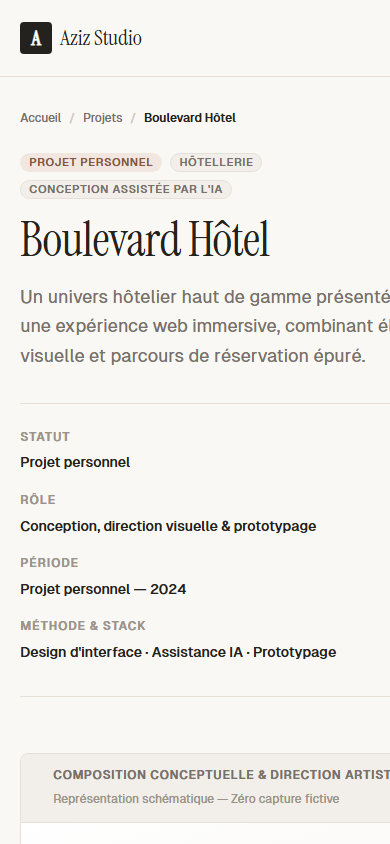 A Aziz Studio
Accueil / Projets / Boulevard Hôtel
PROJET PERSONNEL HÔTELLERIE
CONCEPTION ASSISTÉE PAR L'IA
Boulevard Hôtel
Un univers hôtelier haut de gamme présenté
une expérience web immersive, combinant
visuelle et parcours de réservation épuré.
STATUT
Projet personnel
RÔLE
Conception, direction visuelle & prototypage
PÉRIODE
Projet personnel — 2024
MÉTHODE & STACK
Design d'interface · Assistance IA · Prototype
COMPOSITION CONCEPTUELLE & DIRECTION
Représentation schématique — Zéro capture fictive